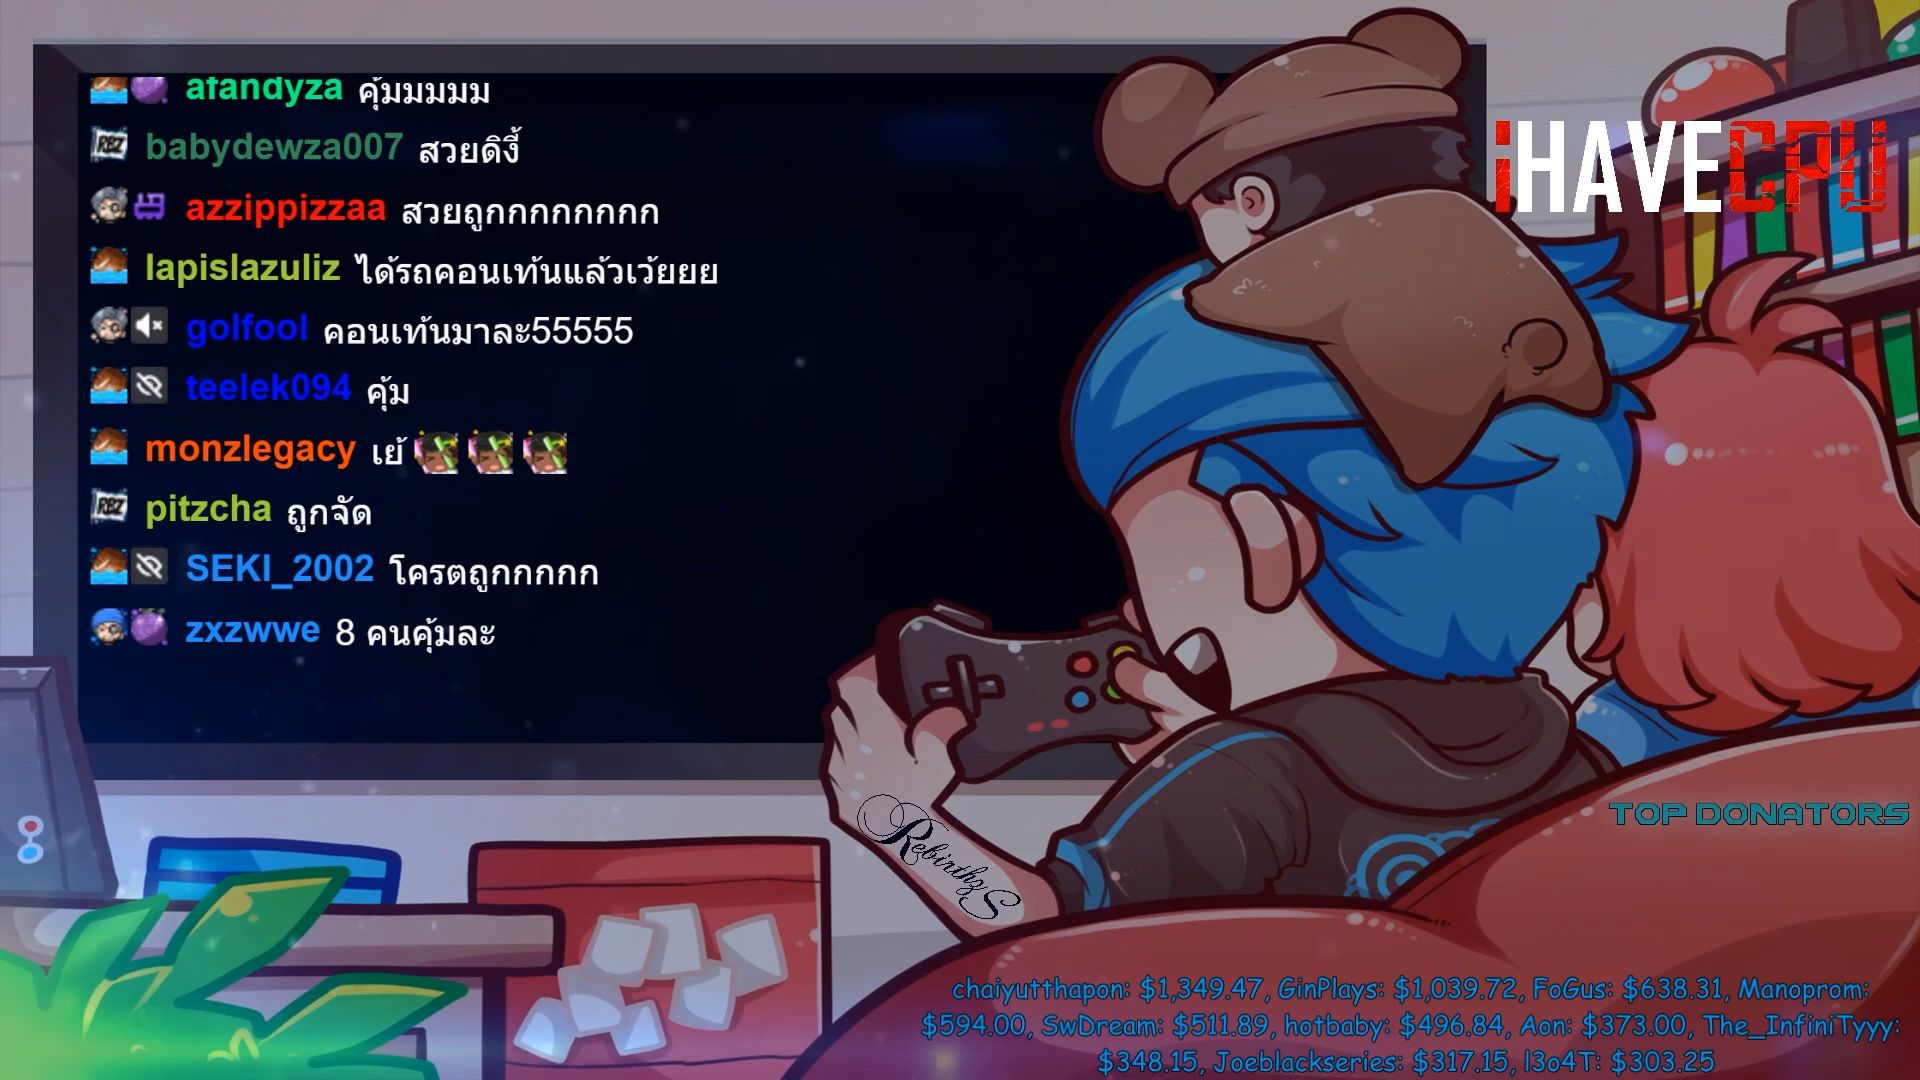 afandyza คุ้มมมมม
babydewza007 สวยดิงี้
azzippizzaa สวยถูกกกกกกกก
lapislazuliz ได้รถคอนเท้นแล้วเว้ยยย
golfool คอนเท้นมาละ55555
teelek094 คุ้ม
monzlegacy เย้
pitzcha ถูกจัด
SEKI_2002 โครตถูกกกกก
zxzwwe 8 คนคุ้มละ
iHAVECPU
RebirthzS
TOP DONATORS
chaiyutthapon: $1,349.47, GinPlays: $1,039.72, FoGus: $638.31, Manoprom:
$594.00, SwDream: $511.89, hotbaby: $496.84, Aon: $373.00, The_InfiniTyyy:
$348.15, Joeblackseries: $317.15, l3o4T: $303.25